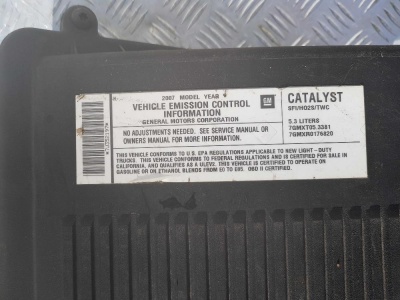 2007 MODEL YEAR
VEHICLE EMISSION CONTROL
INFORMATION
GENERAL MOTORS CORPORATION
GM
CATALYST
SFI/HO2S/TWC
NO ADJUSTMENTS NEEDED. SEE SERVICE MANUAL OR
OWNERS MANUAL FOR MORE INFORMATION.
5.3 LITERS
7GMXT05.3381
7GMXR0176820
THIS VEHICLE CONFORMS TO U.S. EPA REGULATIONS APPLICABLE TO NEW LIGHT-DUTY
TRUCKS. THIS VEHICLE CONFORMS TO FEDERAL REGULATIONS AND IS CERTIFIED FOR SALE IN
CALIFORNIA, AND QUALIFIES AS A ULEV2. THIS VEHICLE IS CERTIFIED TO OPERATE ON
GASOLINE OR ON ETHANOL BLENDS FROM E0 TO E85. OBD II CERTIFIED.